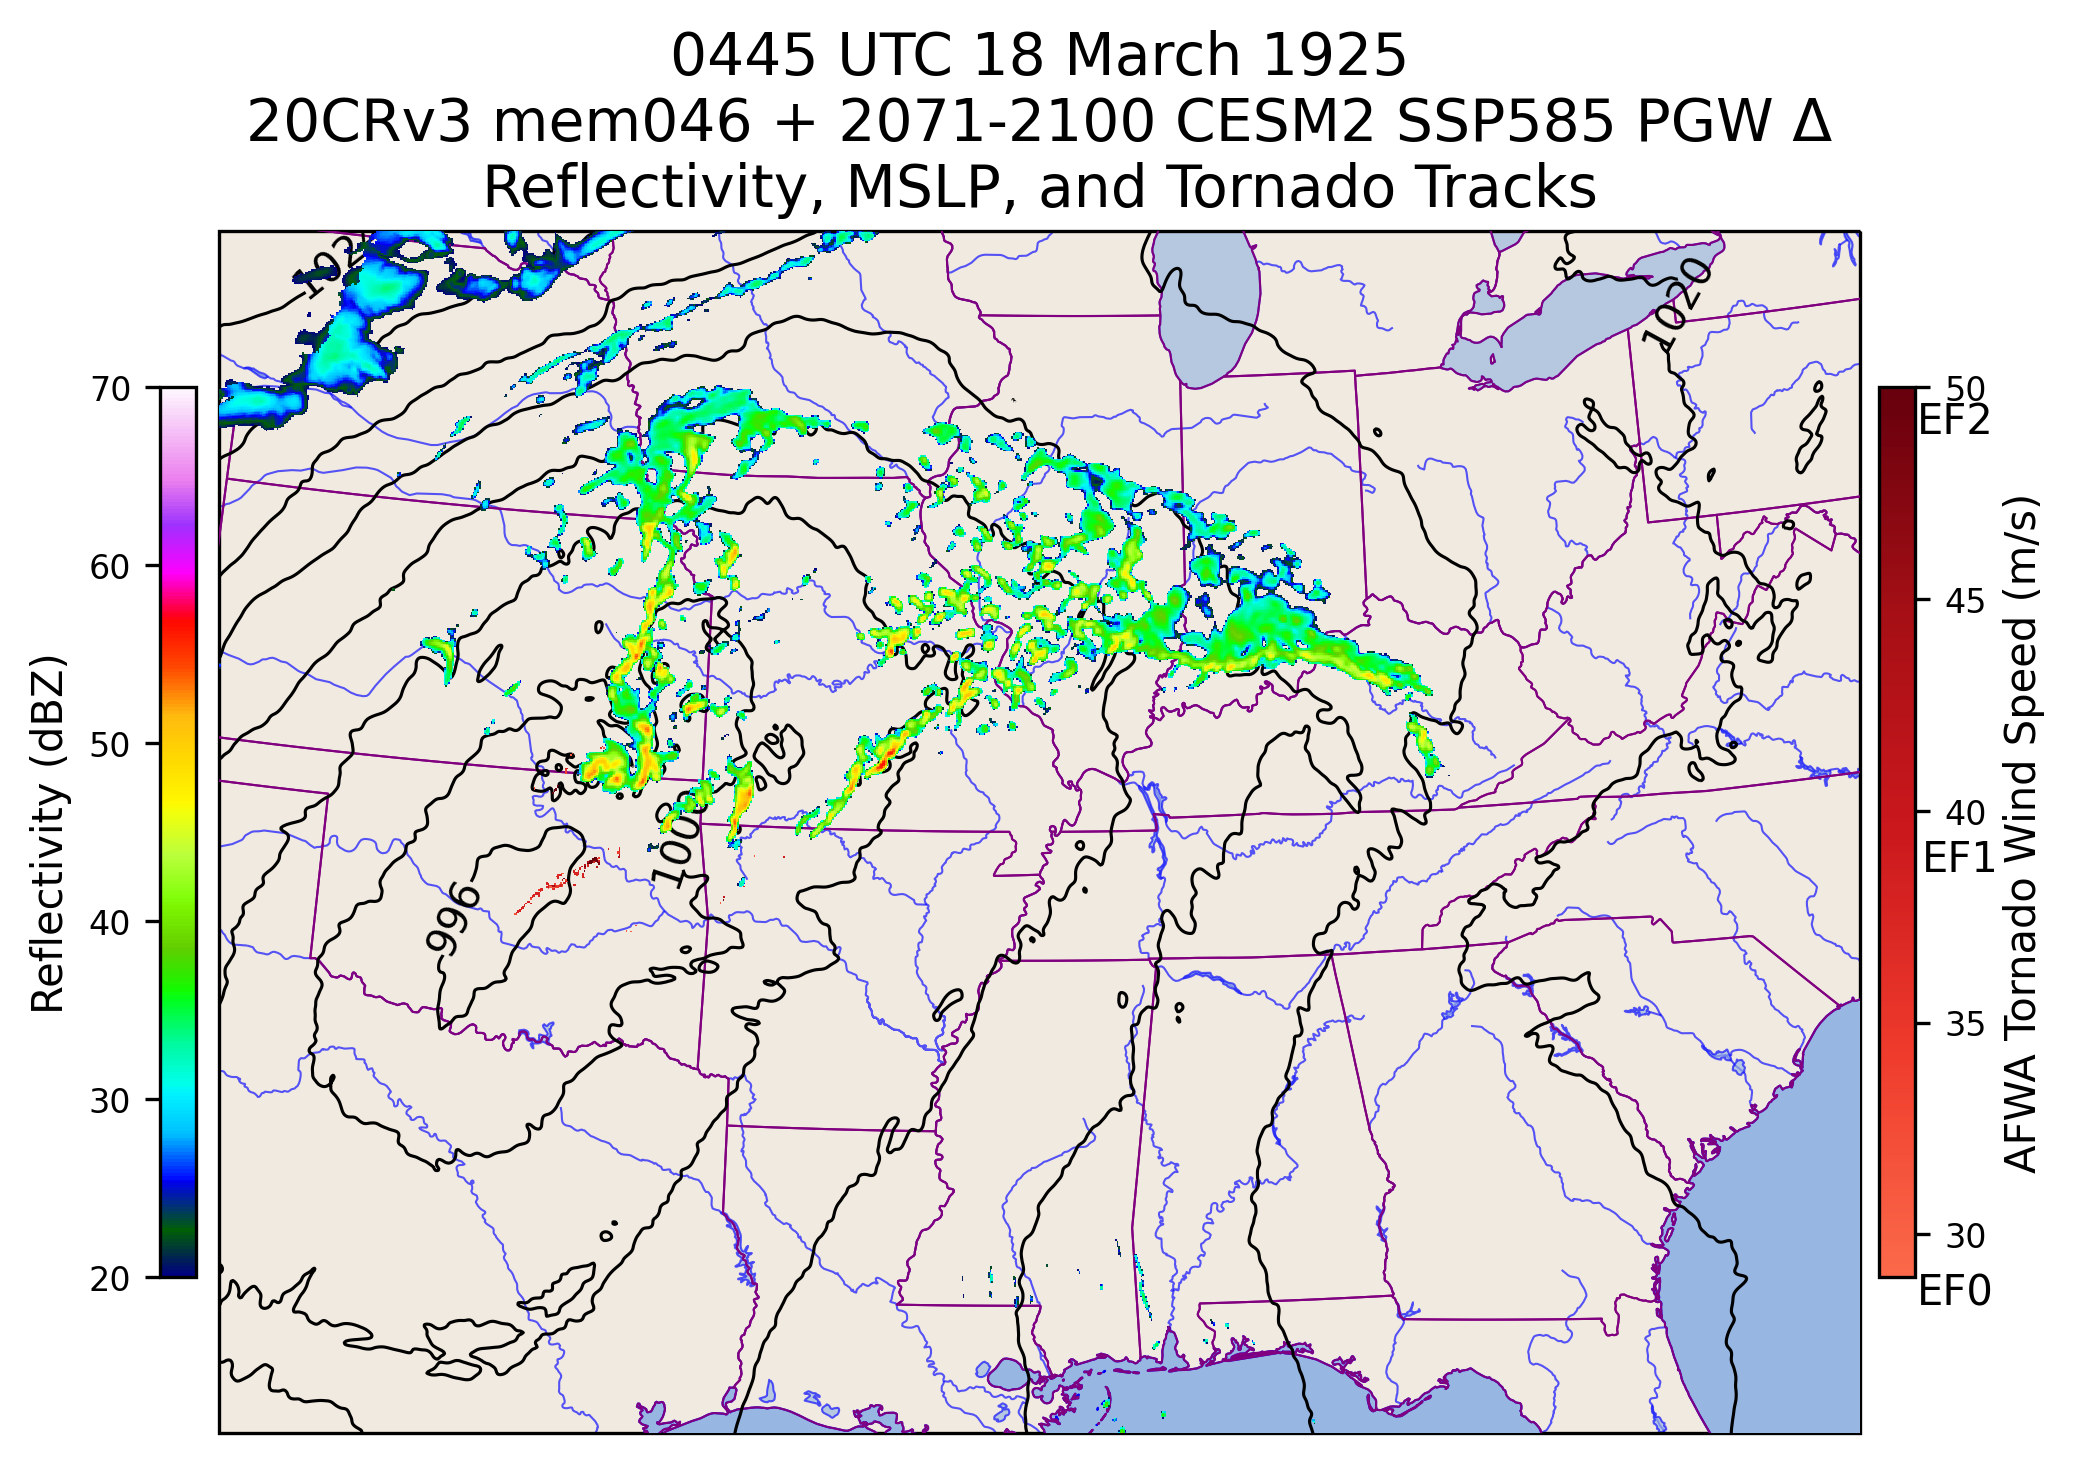 0445 UTC 18 March 1925
20CRv3 mem046 + 2071-2100 CESM2 SSP585 PGW Δ
Reflectivity, MSLP, and Tornado Tracks
Reflectivity (dBZ)
70
60
50
40
30
20
1020
996
50
EF2
45
40
EF1
35
30
EF0
AFWA Tornado Wind Speed (m/s)